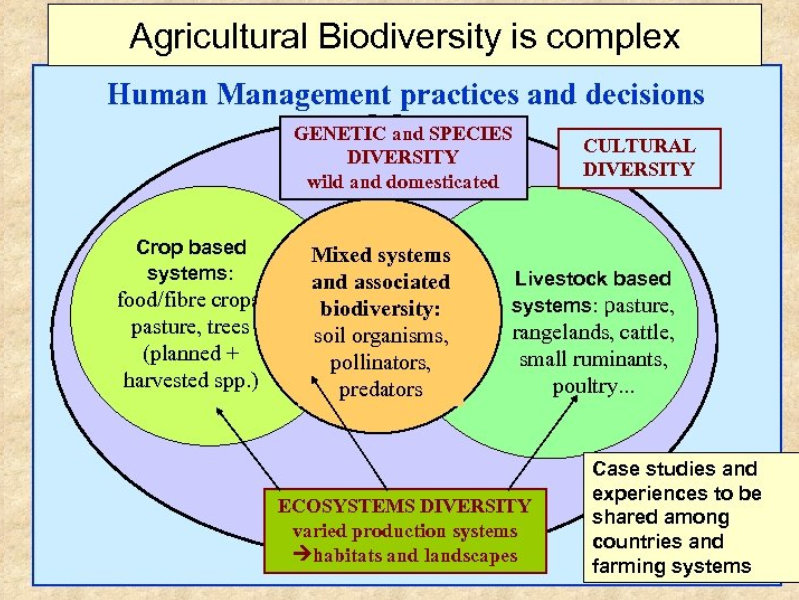 Agricultural Biodiversity is complex
Human Management practices and decisions
GENETIC and SPECIES
DIVERSITY
wild and domesticated
CULTURAL
DIVERSITY
Crop based
systems:
food/fibre crops
pasture, trees
(planned +
harvested spp.)
Mixed systems
and associated
biodiversity:
soil organisms,
pollinators,
predators
Livestock based
systems: pasture,
rangelands, cattle,
small ruminants,
poultry...
ECOSYSTEMS DIVERSITY
varied production systems
➔habitats and landscapes
Case studies and
experiences to be
shared among
countries and
farming systems